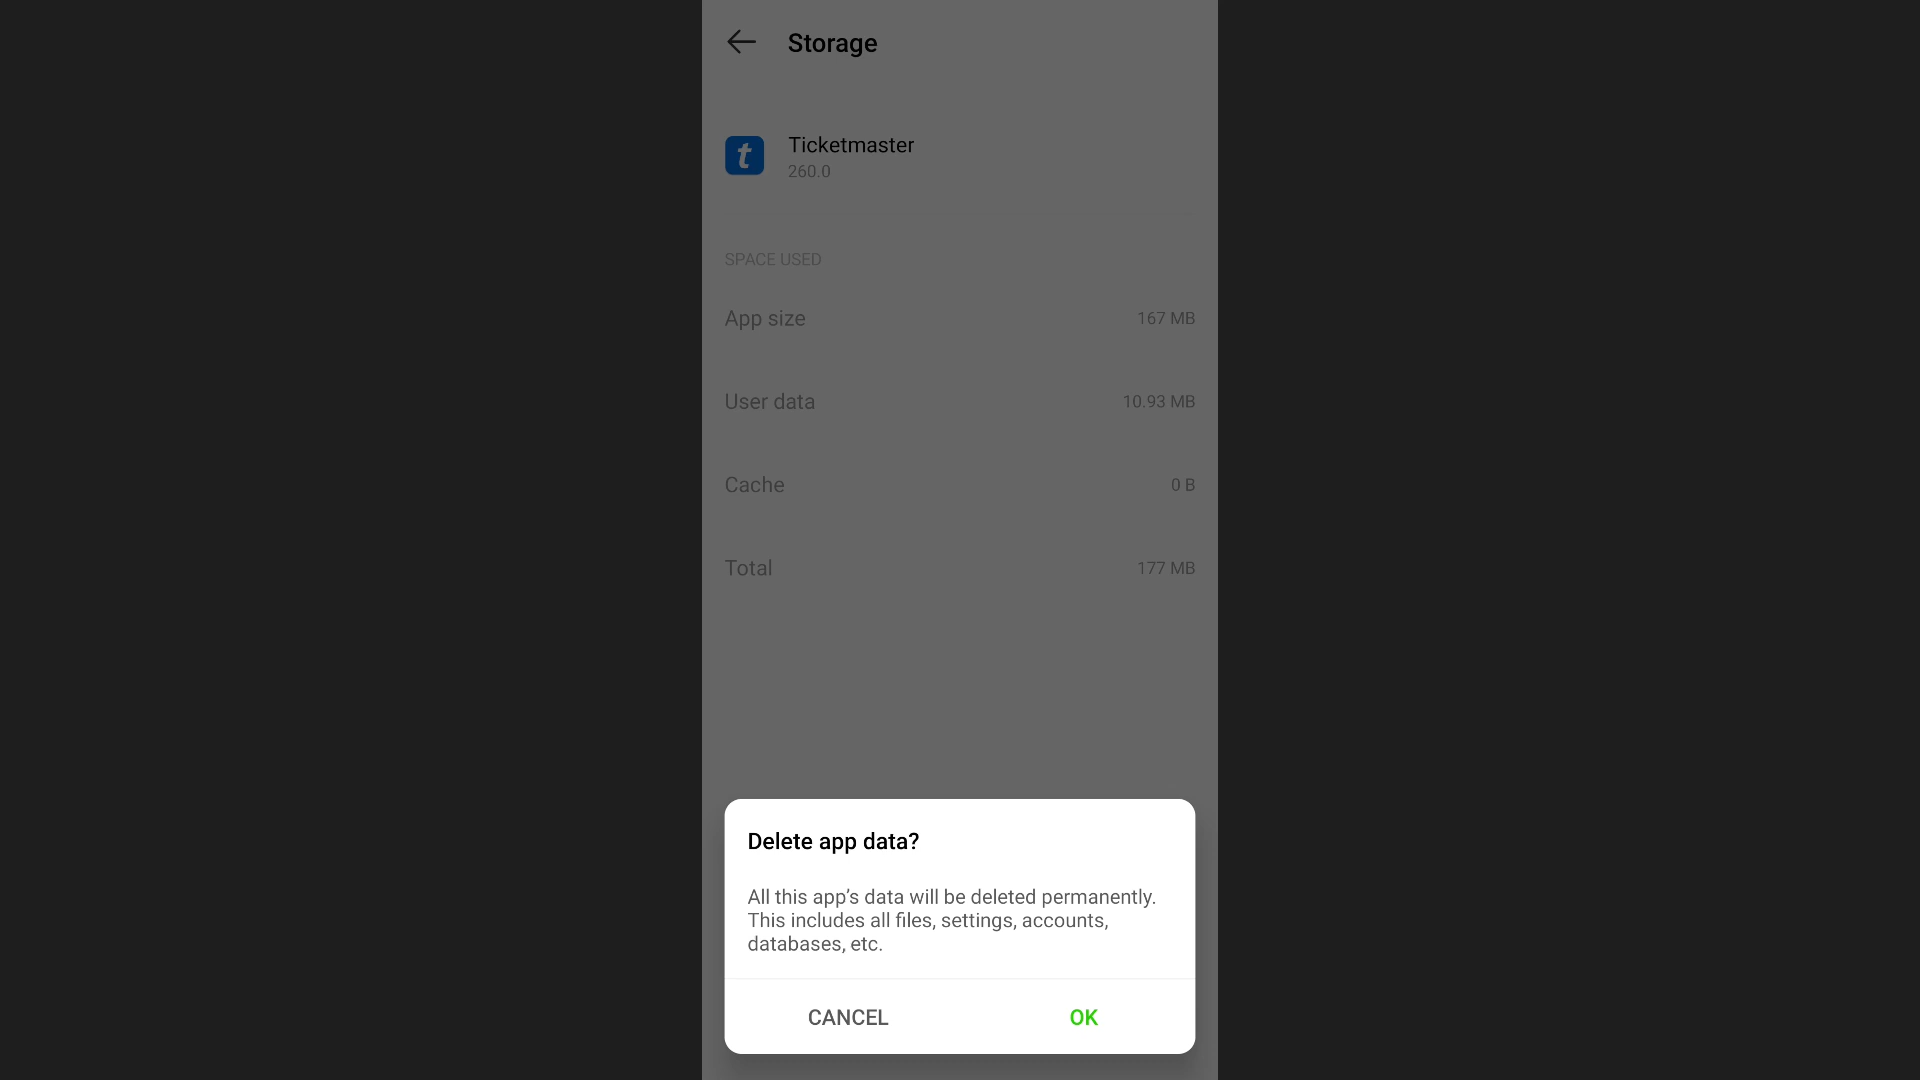 Storage
t
Ticketmaster
260.0
SPACE USED
App size 167 MB
User data 10.93 MB
Cache 0 B
Total 177 MB
Delete app data?
All this app’s data will be deleted permanently.
This includes all files, settings, accounts,
databases, etc.
CANCEL OK